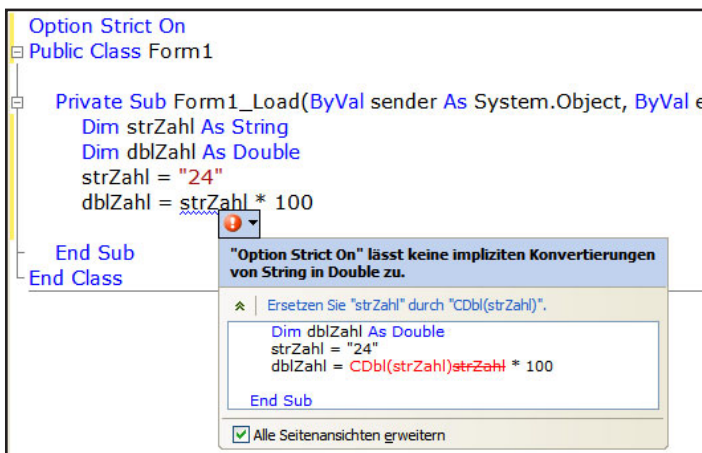 Option Strict On
Public Class Form1
Private Sub Form1_Load(ByVal sender As System.Object, ByVal e
Dim strZahl As String
Dim dblZahl As Double
strZahl = "24"
dblZahl = strZahl * 100
End Sub
End Class
"Option Strict On" lässt keine impliziten Konvertierungen
von String in Double zu.
Ersetzen Sie "strZahl" durch "CDbl(strZahl)".
Dim dblZahl As Double
strZahl = "24"
dblZahl = CDbl(strZahl)strZahl * 100
End Sub
Alle Seitenansichten erweitern